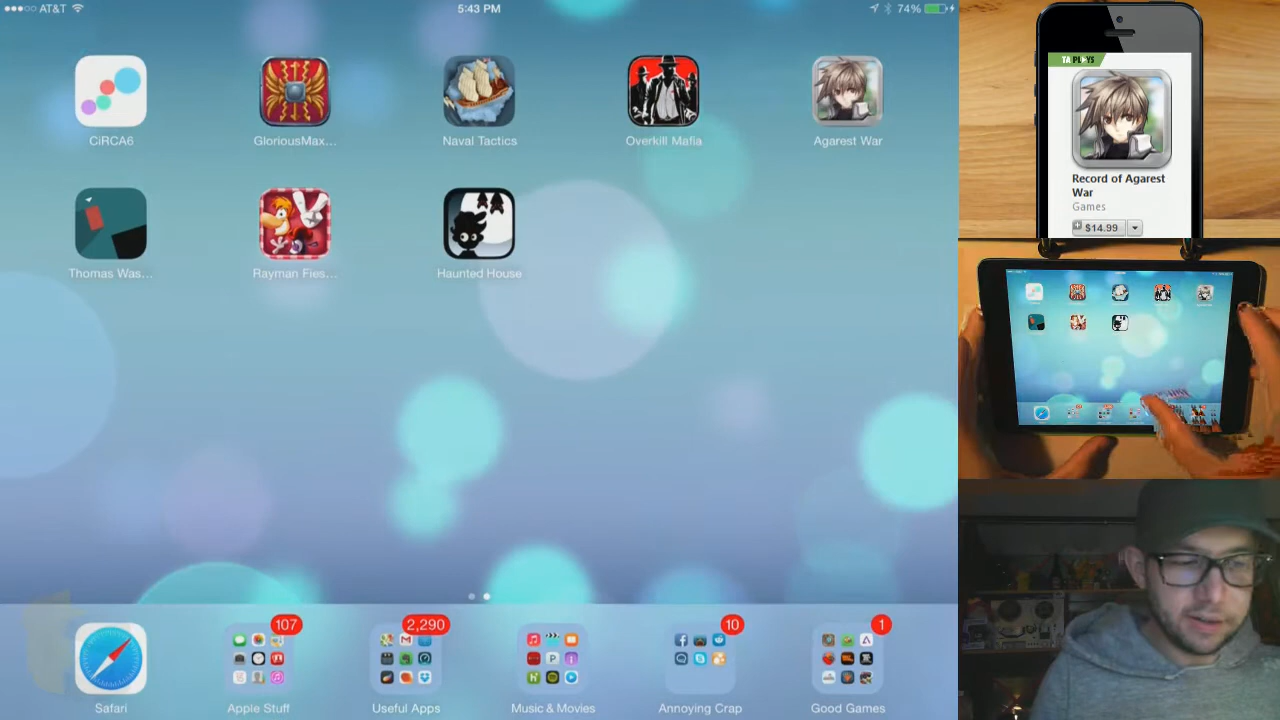 AT&T
5:43 PM
74%
CiRCA6
GloriousMax...
Naval Tactics
Overkill Mafia
Agarest War
Thomas Was...
Rayman Fies...
Haunted House
107
2,290
10
1
Safari
Apple Stuff
Useful Apps
Music & Movies
Annoying Crap
Good Games
TA PLAYS
Record of Agarest
War
Games
$14.99